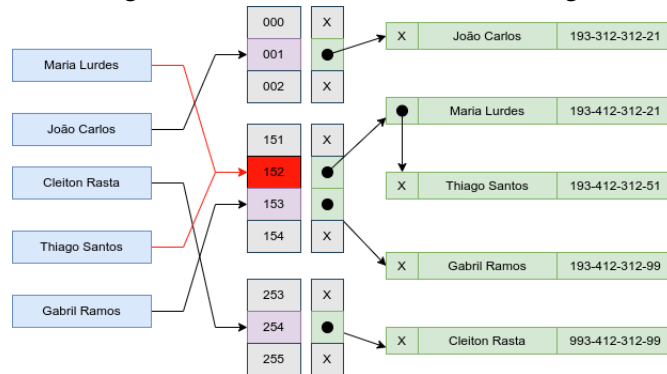 Maria Lurdes
João Carlos
Cleiton Rasta
Thiago Santos
Gabril Ramos
000 X
001
002 X
151 X
152
153
154 X
253 X
254
255 X
X João Carlos 193-312-312-21
Maria Lurdes 193-412-312-21
X Thiago Santos 193-412-312-51
X Gabril Ramos 193-412-312-99
X Cleiton Rasta 993-412-312-99